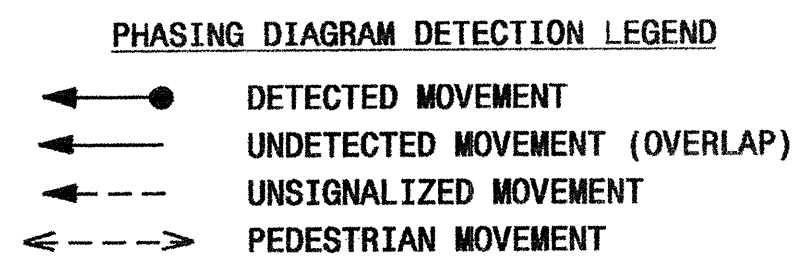 PHASING DIAGRAM DETECTION LEGEND
DETECTED MOVEMENT
UNDETECTED MOVEMENT (OVERLAP)
UNSIGNALIZED MOVEMENT
PEDESTRIAN MOVEMENT